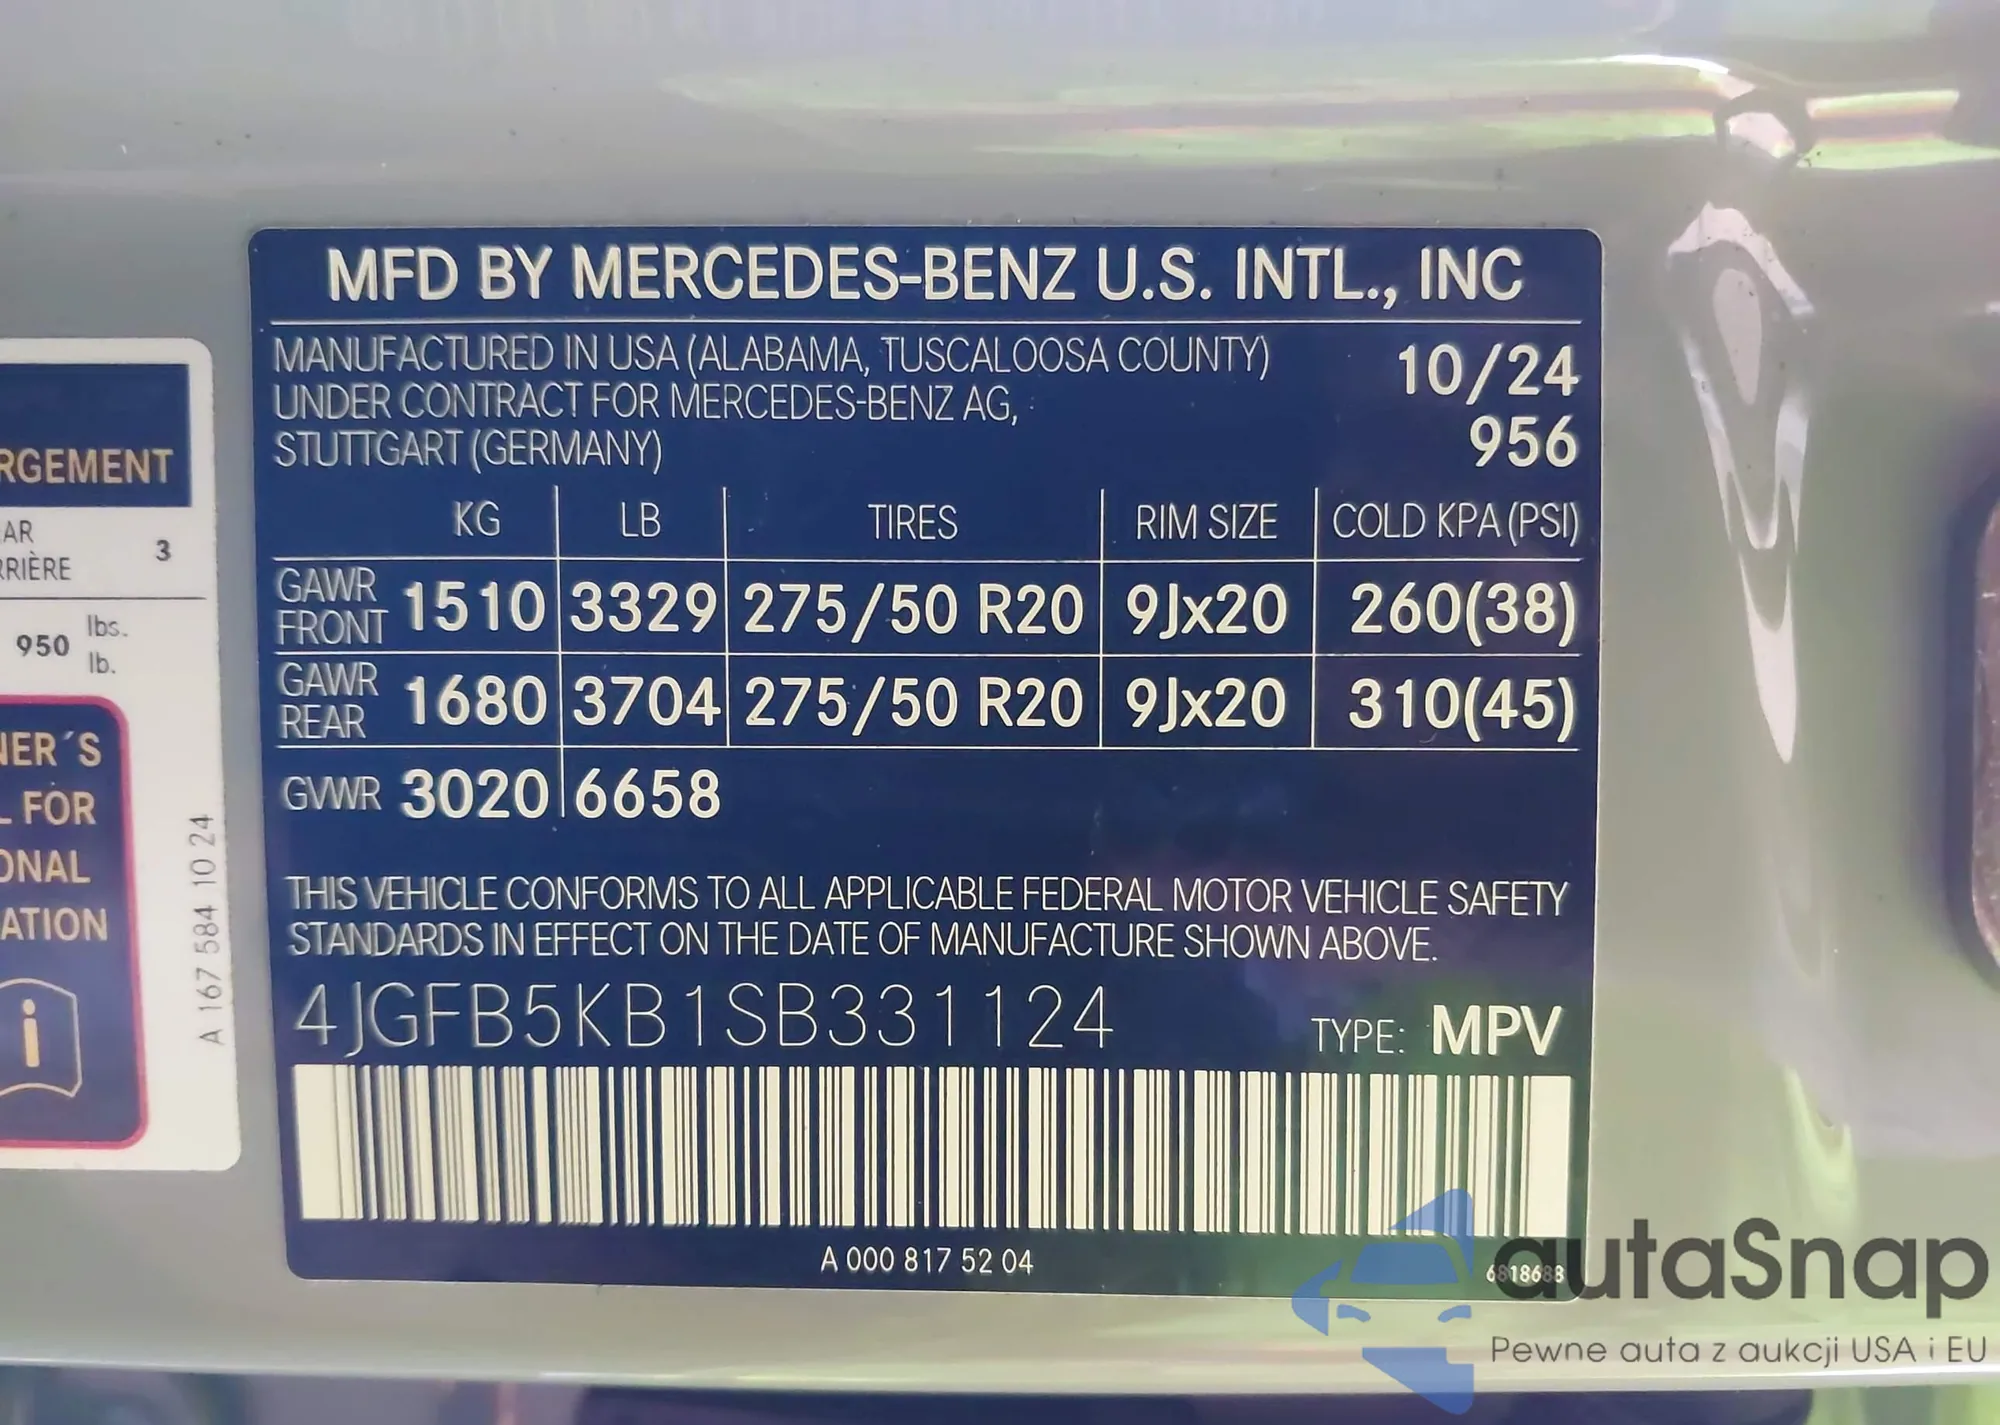 MFD BY MERCEDES-BENZ U.S. INTL., INC
MANUFACTURED IN USA (ALABAMA, TUSCALOOSA COUNTY)
UNDER CONTRACT FOR MERCEDES-BENZ AG,
STUTTGART (GERMANY)
10/24
956
KG LB TIRES RIM SIZE COLD KPA (PSI)
GAWR FRONT 1510 3329 275/50 R20 9Jx20 260(38)
GAWR REAR 1680 3704 275/50 R20 9Jx20 310(45)
GVWR 3020 6658
THIS VEHICLE CONFORMS TO ALL APPLICABLE FEDERAL MOTOR VEHICLE SAFETY
STANDARDS IN EFFECT ON THE DATE OF MANUFACTURE SHOWN ABOVE.
4JGFB5KB1SB331124
TYPE: MPV
A 000 817 52 04
RGEMENT
AR
RRIÈRE 3
950 lbs.
lb.
NER´S
L FOR
ONAL
ATION
i
A 167 584 10 24
autaSnap
Pewne auta z aukcji USA i EU